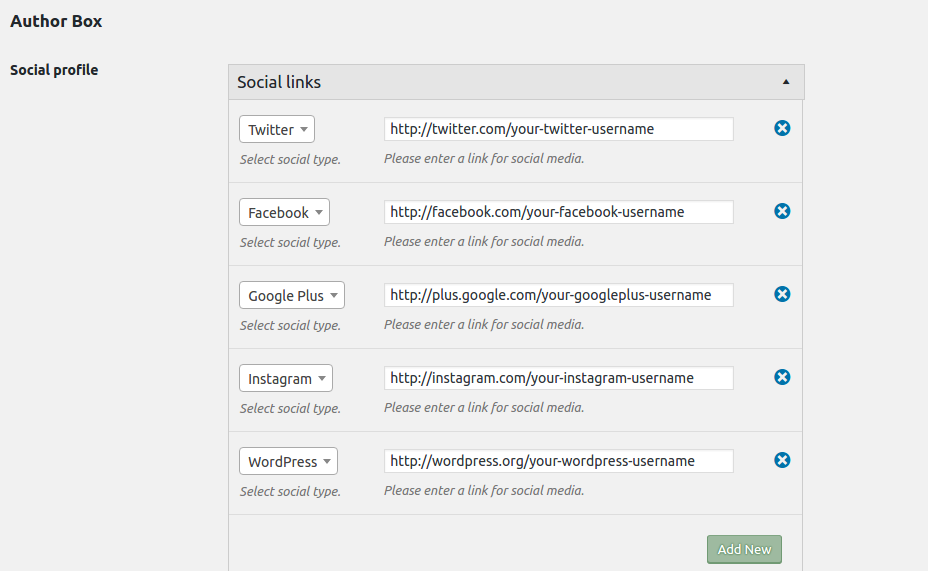 Author Box
Social profile
Social links
Twitter http://twitter.com/your-twitter-username
Select social type. Please enter a link for social media.
Facebook http://facebook.com/your-facebook-username
Select social type. Please enter a link for social media.
Google Plus http://plus.google.com/your-googleplus-username
Select social type. Please enter a link for social media.
Instagram http://instagram.com/your-instagram-username
Select social type. Please enter a link for social media.
WordPress http://wordpress.org/your-wordpress-username
Select social type. Please enter a link for social media.
Add New